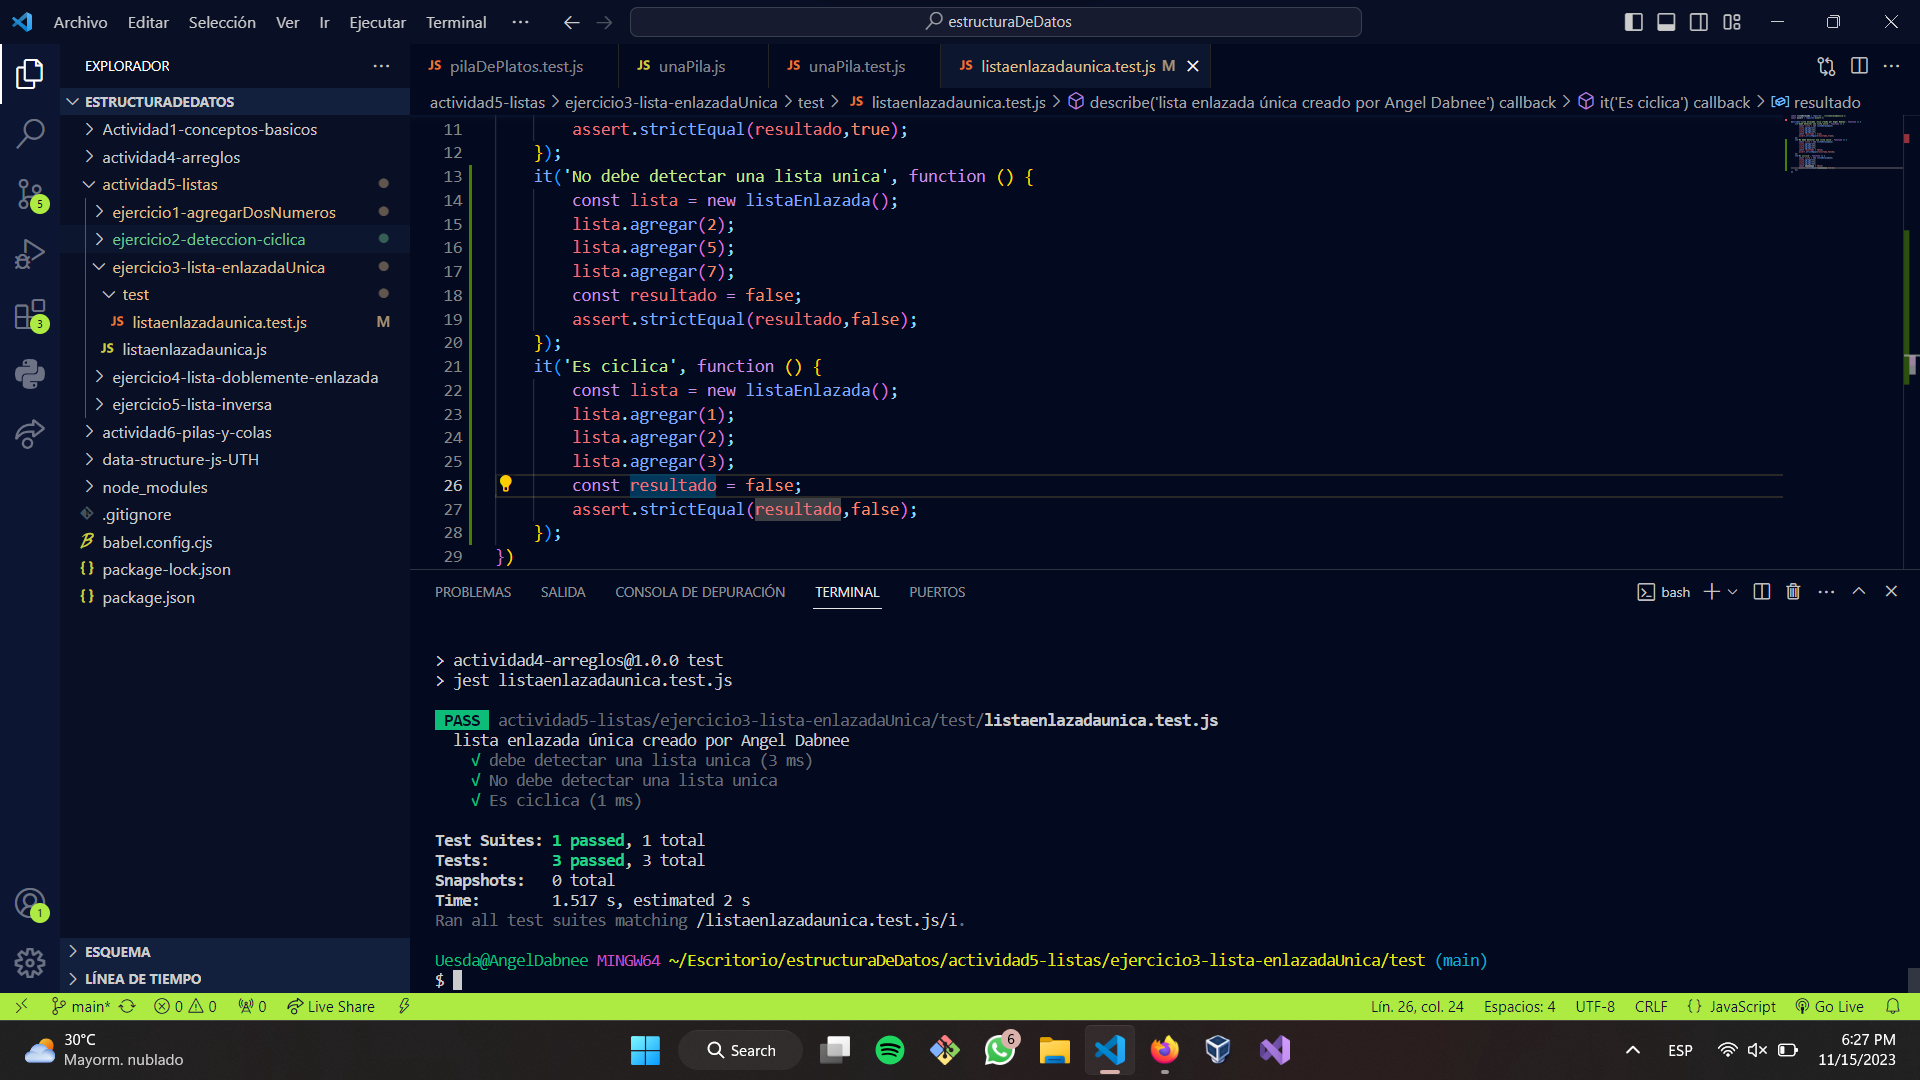 Archivo Editar Selección Ver Ir Ejecutar Terminal ··· estructuraDeDatos
EXPLORADOR ···
ESTRUCTURADEDATOS
Actividad1-conceptos-basicos
actividad4-arreglos
actividad5-listas
ejercicio1-agregarDosNumeros
ejercicio2-deteccion-ciclica
ejercicio3-lista-enlazadaUnica
test
JS listaenlazadaunica.test.js M
JS listaenlazadaunica.js
ejercicio4-lista-doblemente-enlazada
ejercicio5-lista-inversa
actividad6-pilas-y-colas
data-structure-js-UTH
node_modules
.gitignore
babel.config.cjs
{} package-lock.json
{} package.json
ESQUEMA
LÍNEA DE TIEMPO
5
3
1
JS pilaDePlatos.test.js JS unaPila.js JS unaPila.test.js JS listaenlazadaunica.test.js M
actividad5-listas > ejercicio3-lista-enlazadaUnica > test > JS listaenlazadaunica.test.js > describe('lista enlazada única creado por Angel Dabnee') callback > it('Es ciclica') callback > resultado
11 assert.strictEqual(resultado,true);
12 });
13 it('No debe detectar una lista unica', function () {
14 const lista = new listaEnlazada();
15 lista.agregar(2);
16 lista.agregar(5);
17 lista.agregar(7);
18 const resultado = false;
19 assert.strictEqual(resultado,false);
20 });
21 it('Es ciclica', function () {
22 const lista = new listaEnlazada();
23 lista.agregar(1);
24 lista.agregar(2);
25 lista.agregar(3);
26 const resultado = false;
27 assert.strictEqual(resultado,false);
28 });
29 })
PROBLEMAS SALIDA CONSOLA DE DEPURACIÓN TERMINAL PUERTOS bash
> actividad4-arreglos@1.0.0 test
> jest listaenlazadaunica.test.js
PASS actividad5-listas/ejercicio3-lista-enlazadaUnica/test/listaenlazadaunica.test.js
lista enlazada única creado por Angel Dabnee
√ debe detectar una lista unica (3 ms)
√ No debe detectar una lista unica
√ Es ciclica (1 ms)
Test Suites: 1 passed, 1 total
Tests: 3 passed, 3 total
Snapshots: 0 total
Time: 1.517 s, estimated 2 s
Ran all test suites matching /listaenlazadaunica.test.js/i.
Uesda@AngelDabnee MINGW64 ~/Escritorio/estructuraDeDatos/actividad5-listas/ejercicio3-lista-enlazadaUnica/test (main)
$
main* 0 0 0 Live Share Lín. 26, col. 24 Espacios: 4 UTF-8 CRLF {} JavaScript Go Live
30°C
Mayorm. nublado
Search
6
ESP
6:27 PM
11/15/2023